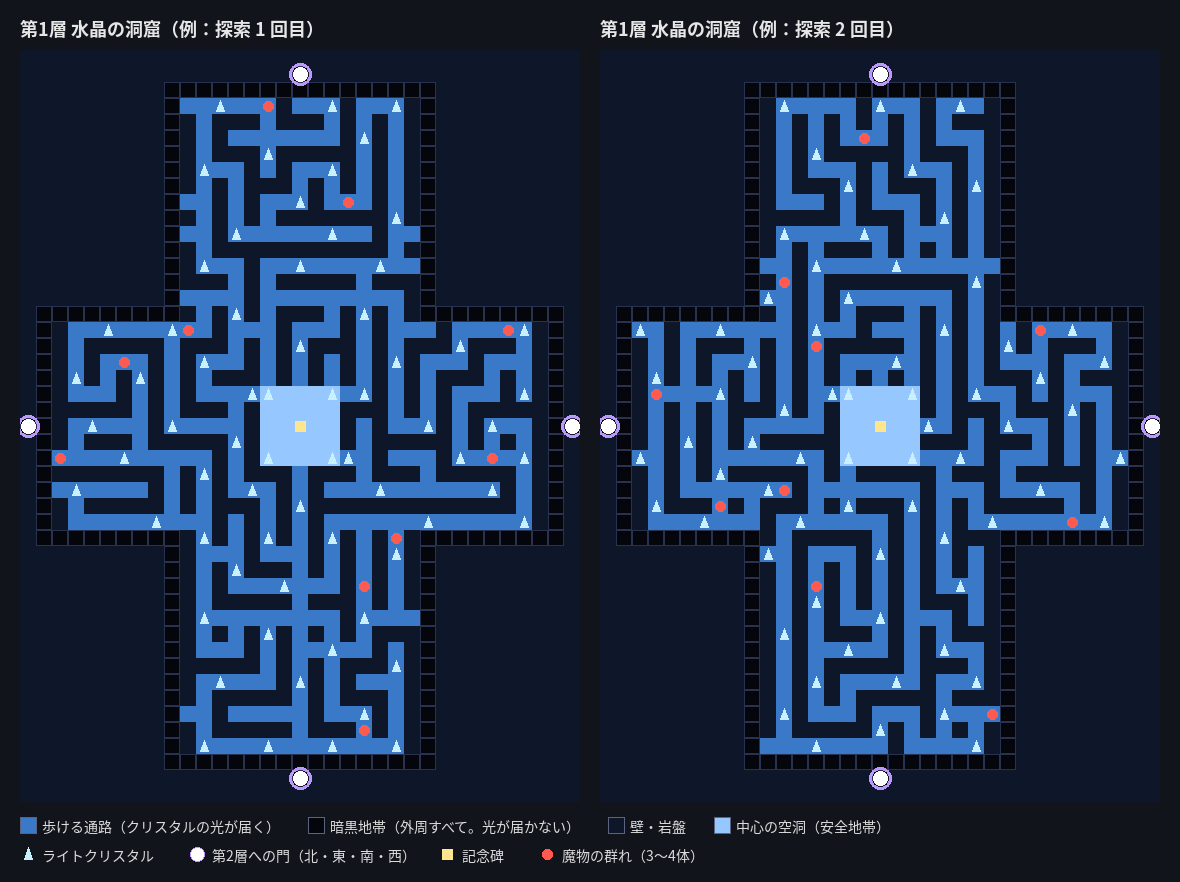 第1層 水晶の洞窟（例：探索 1 回目）
第1層 水晶の洞窟（例：探索 2 回目）
歩ける通路（クリスタルの光が届く）
暗黒地帯（外周すべて。光が届かない）
壁・岩盤
中心の空洞（安全地帯）
ライトクリスタル
第2層への門（北・東・南・西）
記念碑
魔物の群れ（3〜4体）